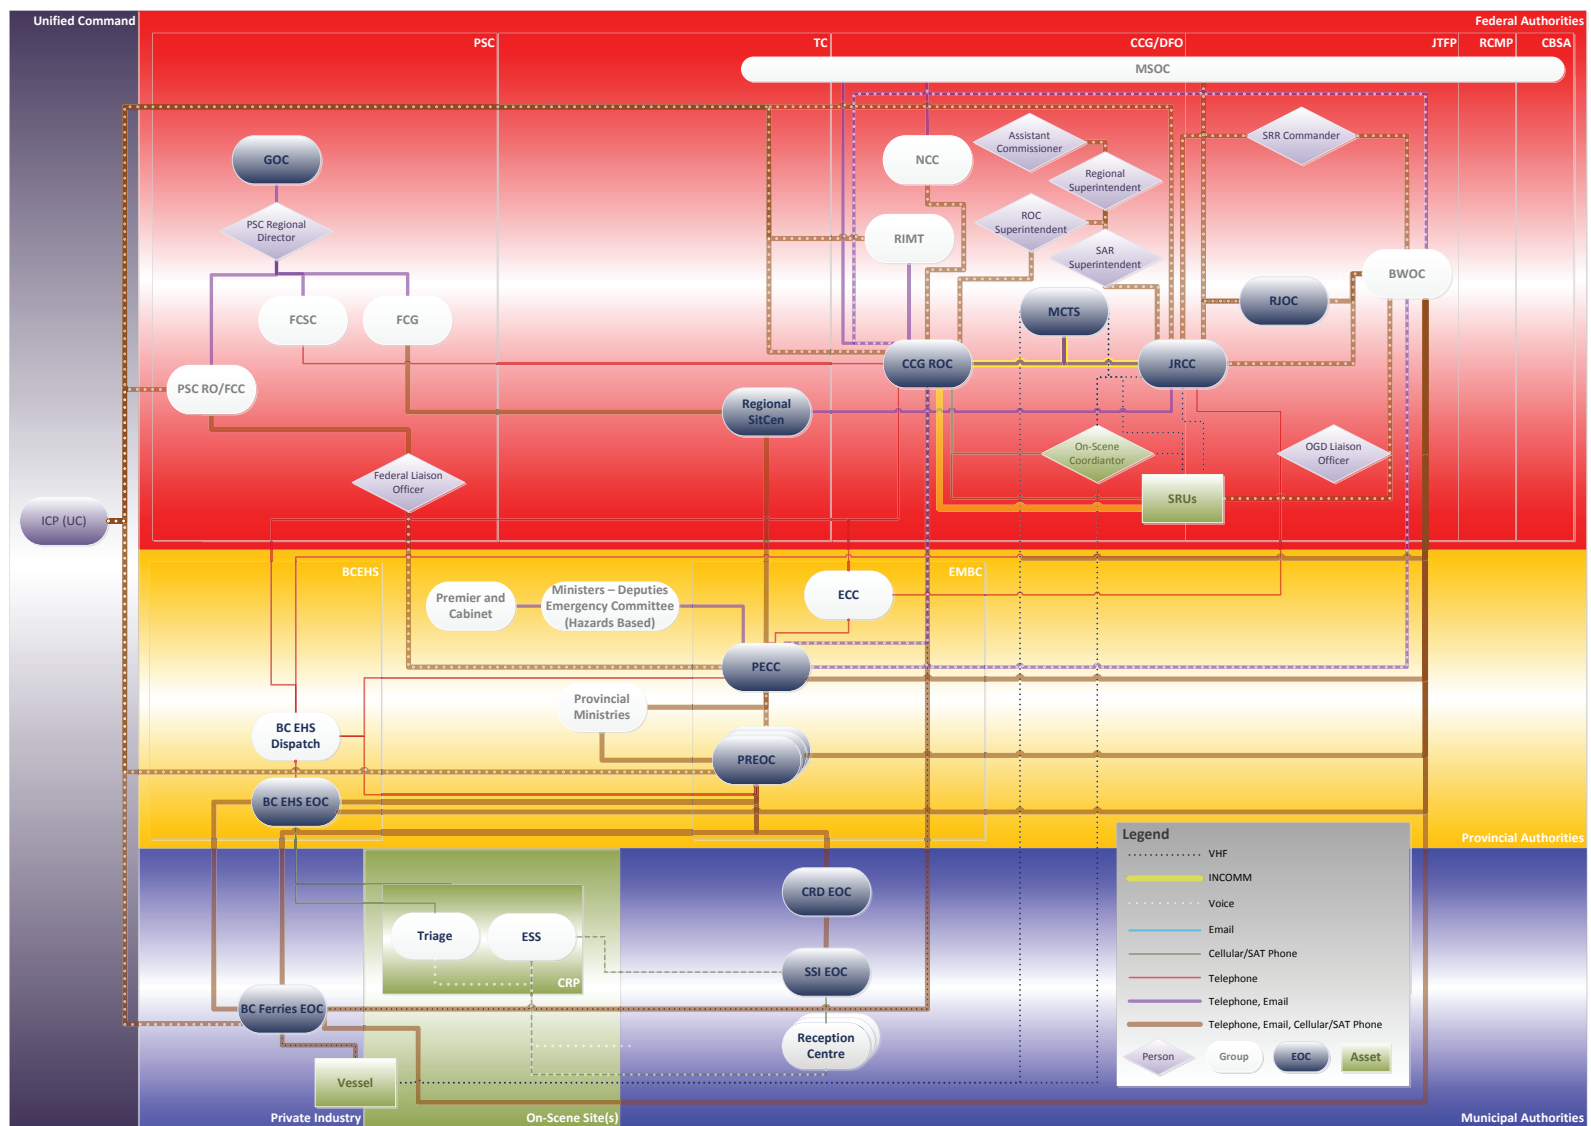 Unified Command
Federal Authorities
PSC
TC
CCG/DFO
JTFP
RCMP
CBSA
MSOC
GOC
NCC
Assistant
Commissioner
SRR Commander
Regional
Superintendent
PSC Regional
Director
ROC
Superintendent
RIMT
SAR
Superintendent
BWOC
RJOC
MCTS
FCSC
FCG
CCG ROC
JRCC
PSC RO/FCC
Regional
SitCen
On-Scene
Coordiantor
OGD Liaison
Officer
Federal Liaison
Officer
SRUs
ICP (UC)
BCEHS
EMBC
Premier and
Cabinet
Ministers – Deputies
Emergency Committee
(Hazards Based)
ECC
PECC
Provincial
Ministries
BC EHS
Dispatch
PREOC
BC EHS EOC
Provincial Authorities
Legend
VHF
INCOMM
Voice
Email
Cellular/SAT Phone
Telephone
Telephone, Email
Telephone, Email, Cellular/SAT Phone
Person
Group
EOC
Asset
CRD EOC
Triage
ESS
CRP
SSI EOC
BC Ferries EOC
Reception
Centre
Vessel
Private Industry
On-Scene Site(s)
Municipal Authorities